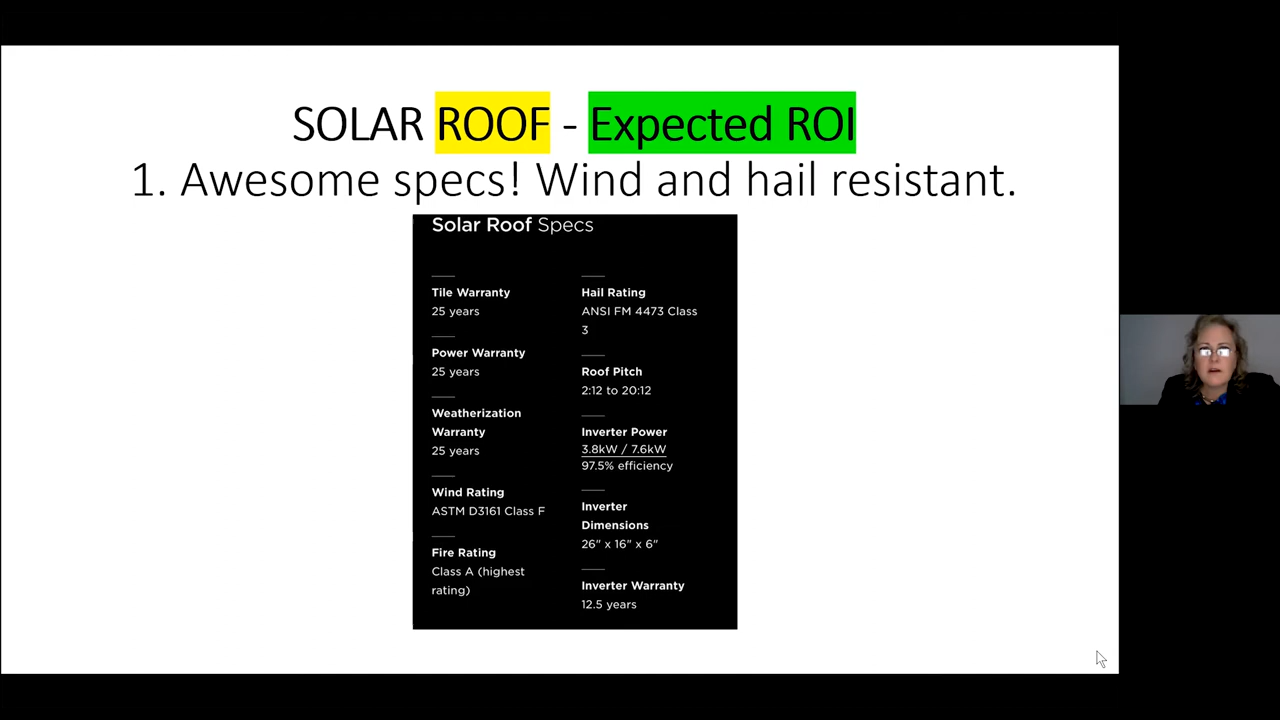 SOLAR ROOF - Expected ROI
1. Awesome specs! Wind and hail resistant.
Solar Roof Specs
Tile Warranty
25 years
Power Warranty
25 years
Weatherization
Warranty
25 years
Wind Rating
ASTM D3161 Class F
Fire Rating
Class A (highest
rating)
Hail Rating
ANSI FM 4473 Class
3
Roof Pitch
2:12 to 20:12
Inverter Power
3.8kW / 7.6kW
97.5% efficiency
Inverter
Dimensions
26" x 16" x 6"
Inverter Warranty
12.5 years